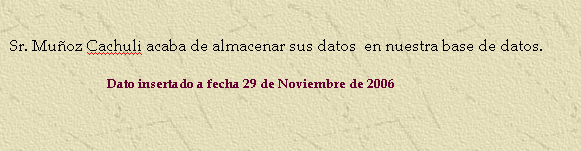 Sr. Muñoz Cachuli acaba de almacenar sus datos en nuestra base de datos.
Dato insertado a fecha 29 de Noviembre de 2006